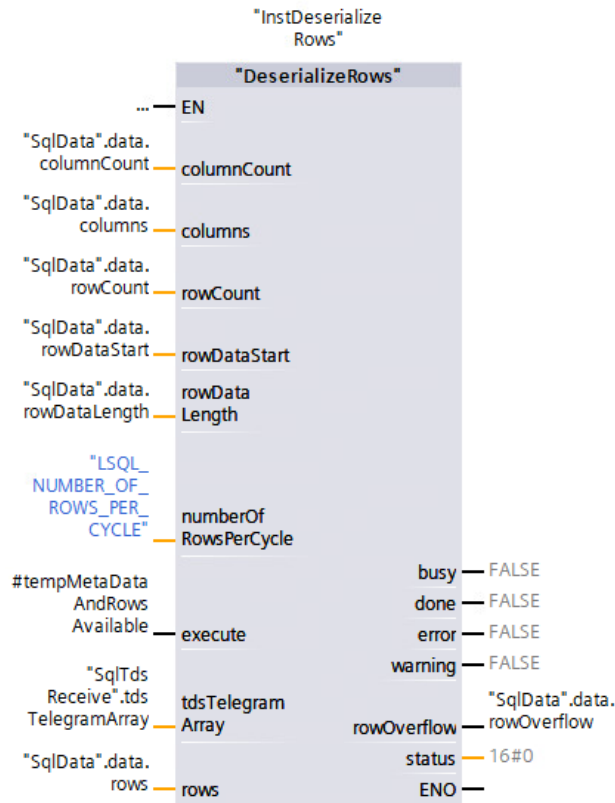 "InstDeserialize
Rows"
"DeserializeRows"
... EN
"SqlData".data.
columnCount columnCount
"SqlData".data.
columns columns
"SqlData".data.
rowCount rowCount
"SqlData".data.
rowDataStart rowDataStart
"SqlData".data.
rowDataLength
rowData
Length
"LSQL_
NUMBER_OF_
ROWS_PER_
CYCLE"
numberOf
RowsPerCycle
busy FALSE
done FALSE
#tempMetaData
AndRows
Available execute
error FALSE
warning FALSE
"SqlTds
Receive".tds
TelegramArray
tdsTelegram
Array
rowOverflow
"SqlData".data.
rowOverflow
status 16#0
"SqlData".data.
rows rows
ENO